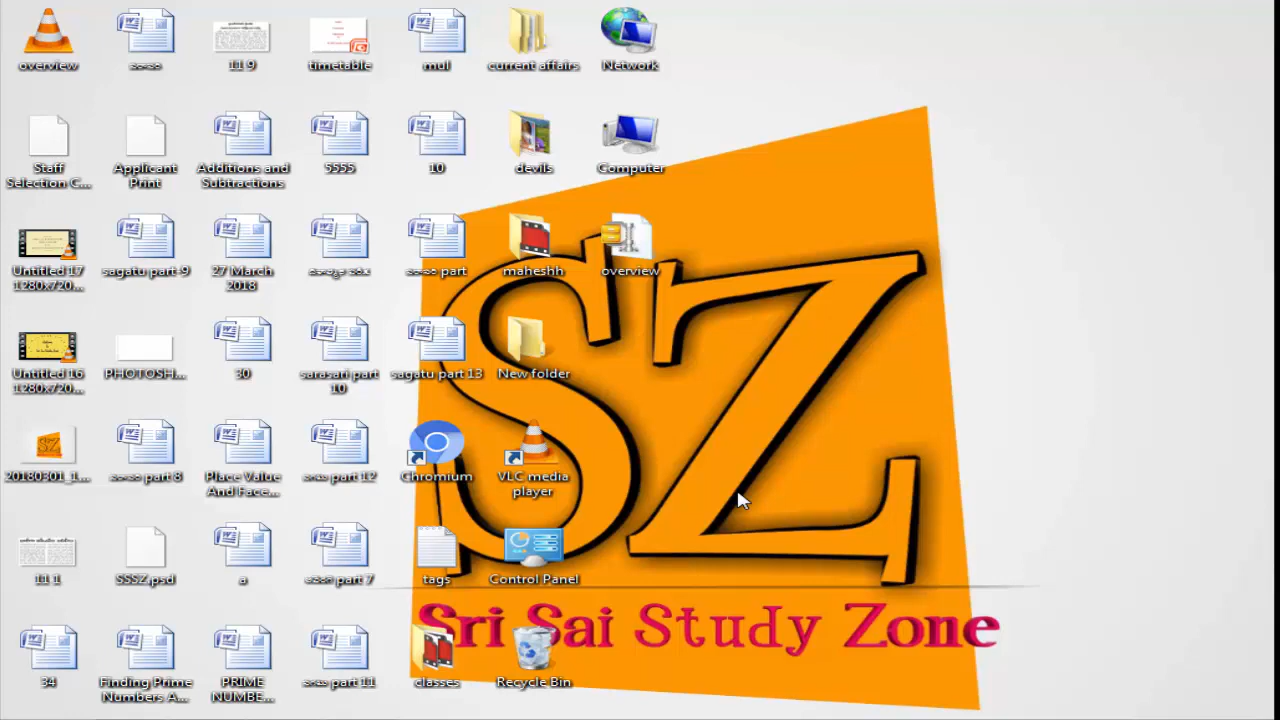 overview
11 9
timetable
mul
current affairs
Network
Staff
Selection C...
Applicant
Print
Additions and
Subtractions
5555
10
devils
Computer
Untitled 17
1280x720...
sagatu part-9
27 March
2018
part
maheshh
overview
Untitled 16
1280x720...
PHOTOSH...
30
sarasari part
10
sagatu part 13
New folder
20180301_1...
part 8
Place Value
And Face...
part 12
Chromium
VLC media
player
11 1
SSSZ.psd
a
part 7
tags
Control Panel
34
Finding Prime
Numbers A...
PRIME
NUMBE...
part 11
classes
Recycle Bin
SZ
Sri Sai Study Zone